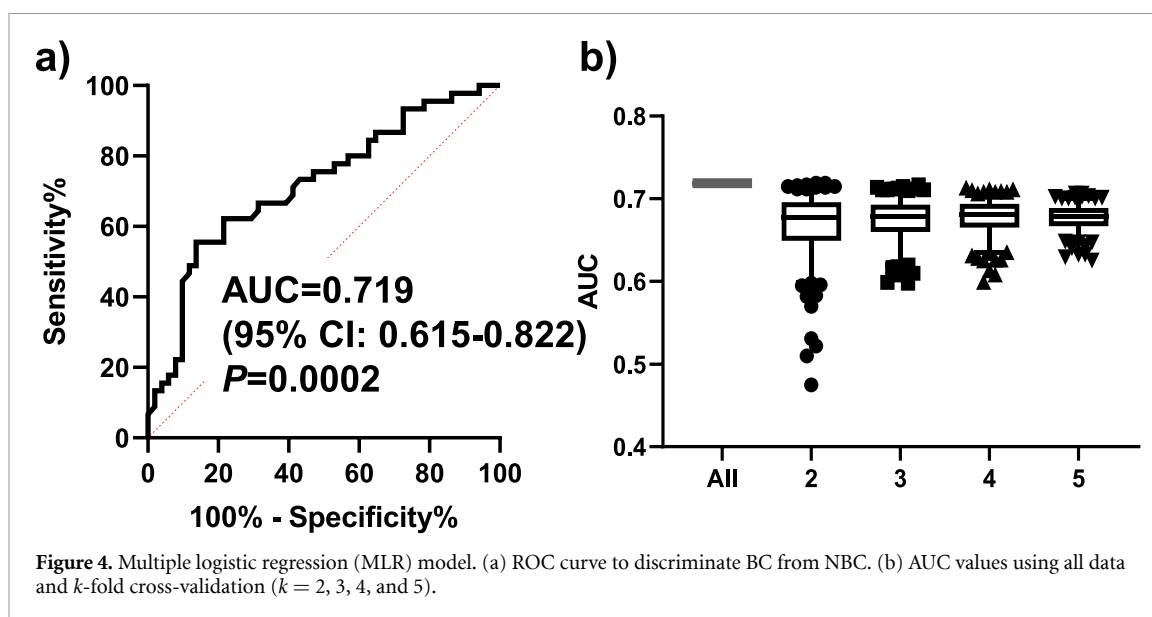 a)
100
80
60
40
20
0
Sensitivity%
AUC=0.719
(95% CI: 0.615-0.822)
P=0.0002
0 20 40 60 80 100
100% - Specificity%
b)
0.8
0.7
0.6
0.5
0.4
AUC
All 2 3 4 5
Figure 4. Multiple logistic regression (MLR) model. (a) ROC curve to discriminate BC from NBC. (b) AUC values using all data
and k-fold cross-validation (k = 2, 3, 4, and 5).